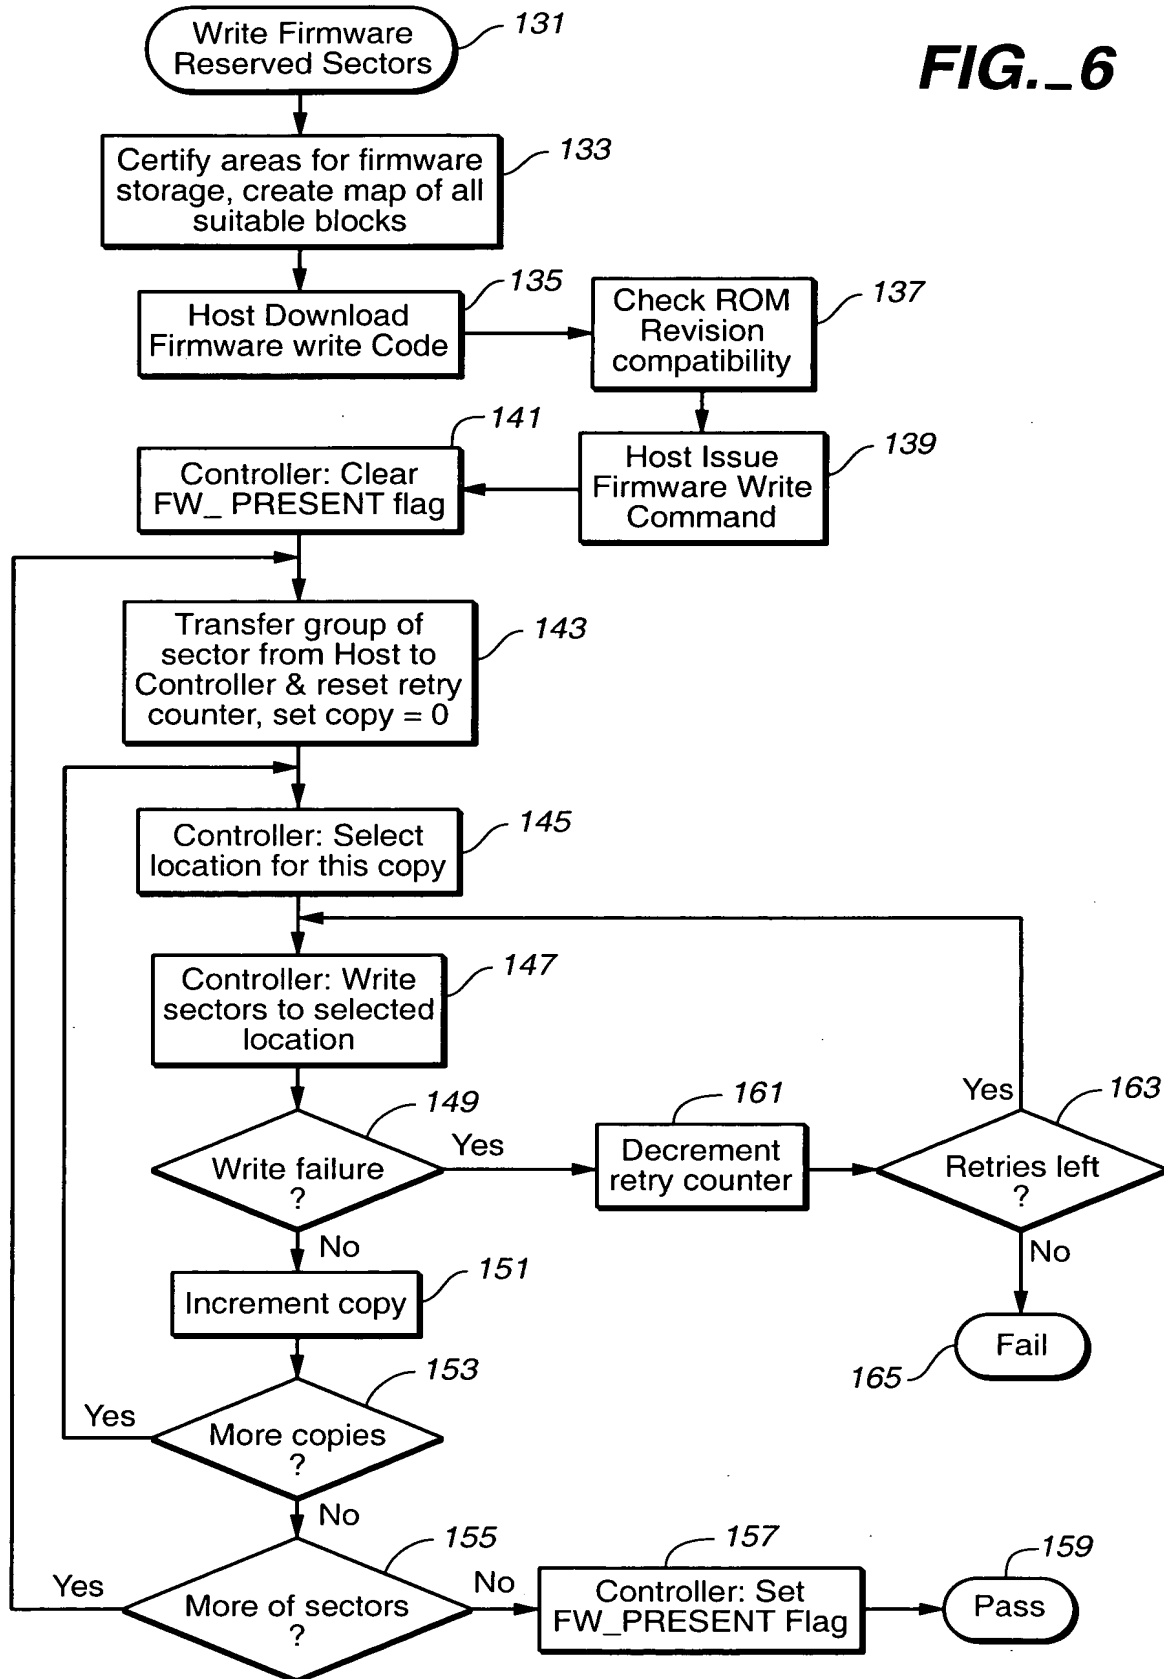 Write Firmware
Reserved Sectors
131
FIG._6
Certify areas for firmware
storage, create map of all
suitable blocks
133
Host Download
Firmware write Code
135
Check ROM
Revision
compatibility
137
Host Issue
Firmware Write
Command
139
Controller: Clear
FW_ PRESENT flag
141
Transfer group of
sector from Host to
Controller & reset retry
counter, set copy = 0
143
Controller: Select
location for this copy
145
Controller: Write
sectors to selected
location
147
Write failure
?
149
Yes
Decrement
retry counter
161
Retries left
?
163
Yes
No
Fail
165
No
Increment copy
151
More copies
?
153
Yes
No
More of sectors
?
155
Yes
No
Controller: Set
FW_PRESENT Flag
157
Pass
159